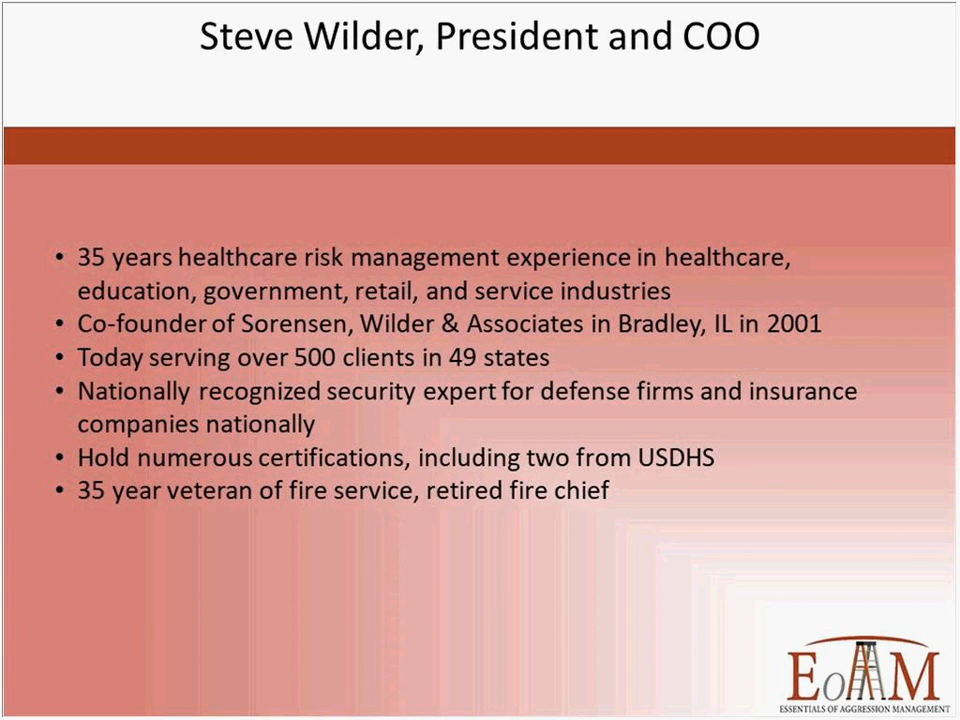 Steve Wilder, President and COO
• 35 years healthcare risk management experience in healthcare,
education, government, retail, and service industries
• Co-founder of Sorensen, Wilder & Associates in Bradley, IL in 2001
• Today serving over 500 clients in 49 states
• Nationally recognized security expert for defense firms and insurance
companies nationally
• Hold numerous certifications, including two from USDHS
• 35 year veteran of fire service, retired fire chief
EoAM
ESSENTIALS OF AGGRESSION MANAGEMENT